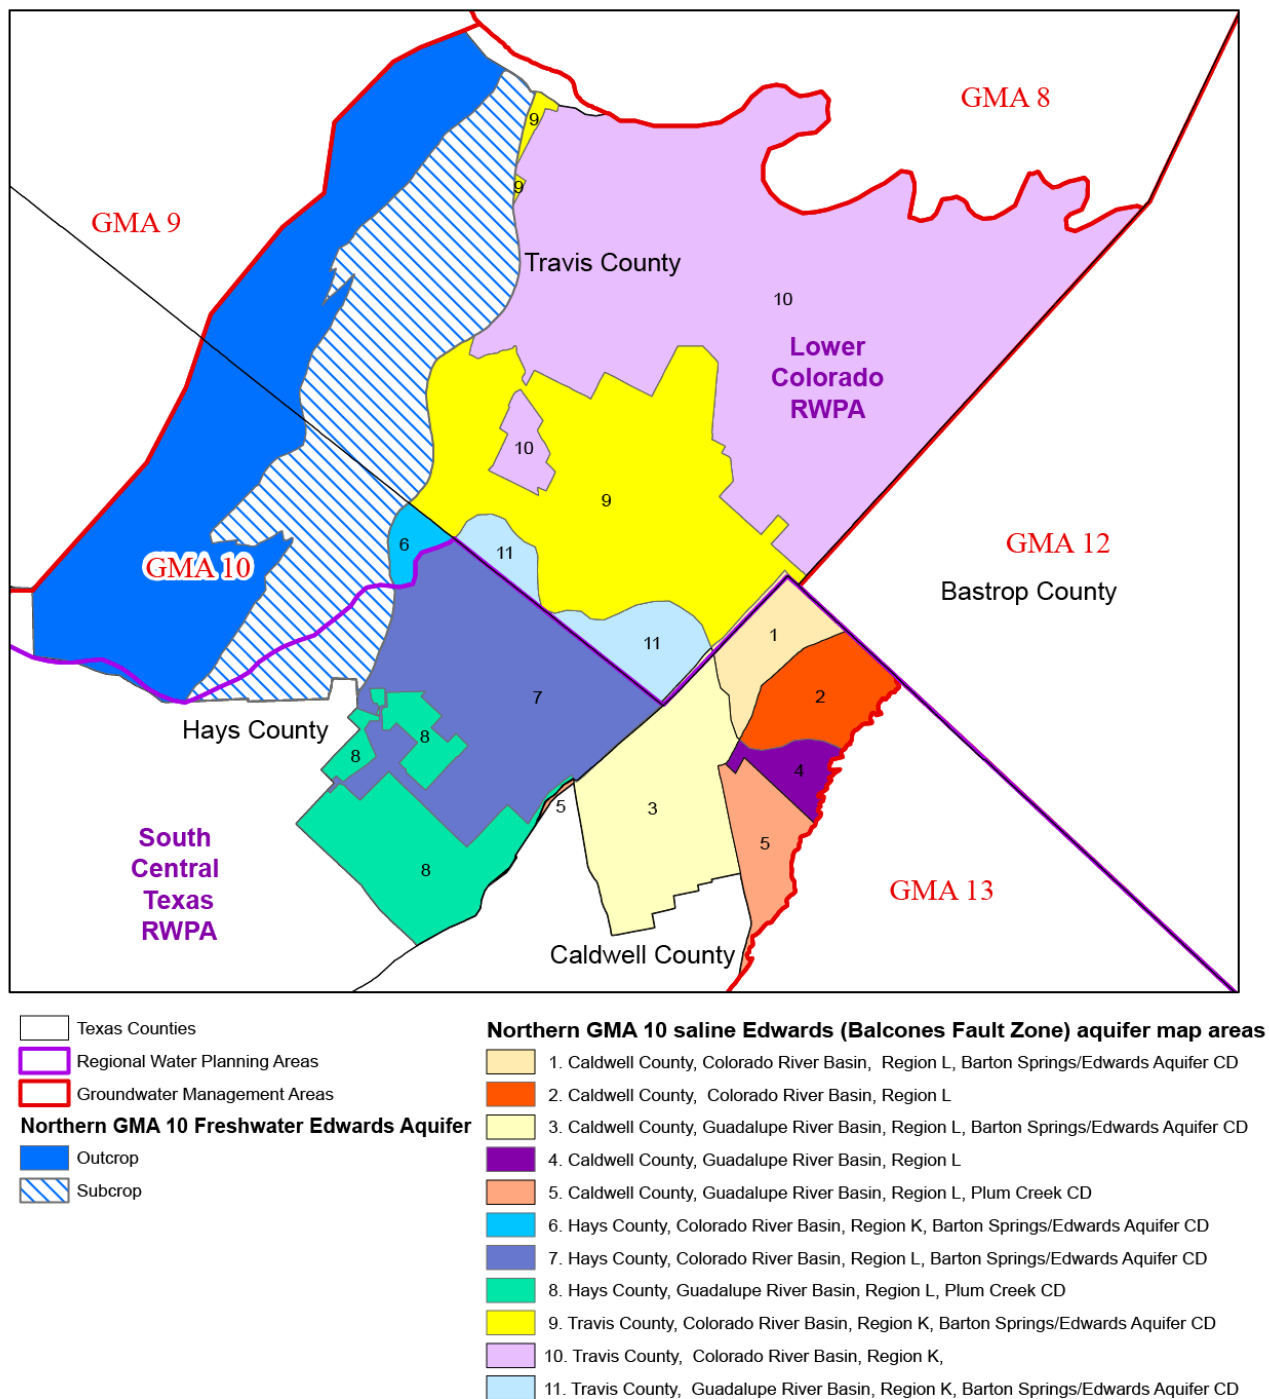 GMA 8
9
GMA 9
9
Travis County
10
Lower
Colorado
RWPA
10
9
GMA 12
6
11
GMA 10
Bastrop County
1
11
7
2
Hays County
8
8
4
5
3
South
Central
Texas
RWPA
5
8
GMA 13
Caldwell County
Texas Counties
Regional Water Planning Areas
Groundwater Management Areas
Northern GMA 10 Freshwater Edwards Aquifer
Outcrop
Subcrop
Northern GMA 10 saline Edwards (Balcones Fault Zone) aquifer map areas
1. Caldwell County, Colorado River Basin,  Region L, Barton Springs/Edwards Aquifer CD
2. Caldwell County,  Colorado River Basin, Region L
3. Caldwell County, Guadalupe River Basin, Region L, Barton Springs/Edwards Aquifer CD
4. Caldwell County, Guadalupe River Basin, Region L
5. Caldwell County, Guadalupe River Basin, Region L, Plum Creek CD
6. Hays County, Colorado River Basin, Region K, Barton Springs/Edwards Aquifer CD
7. Hays County, Colorado River Basin, Region L, Barton Springs/Edwards Aquifer CD
8. Hays County, Guadalupe River Basin, Region L, Plum Creek CD
9. Travis County, Colorado River Basin, Region K, Barton Springs/Edwards Aquifer CD
10. Travis County,  Colorado River Basin, Region K,
11. Travis County,  Guadalupe River Basin, Region K, Barton Springs/Edwards Aquifer CD